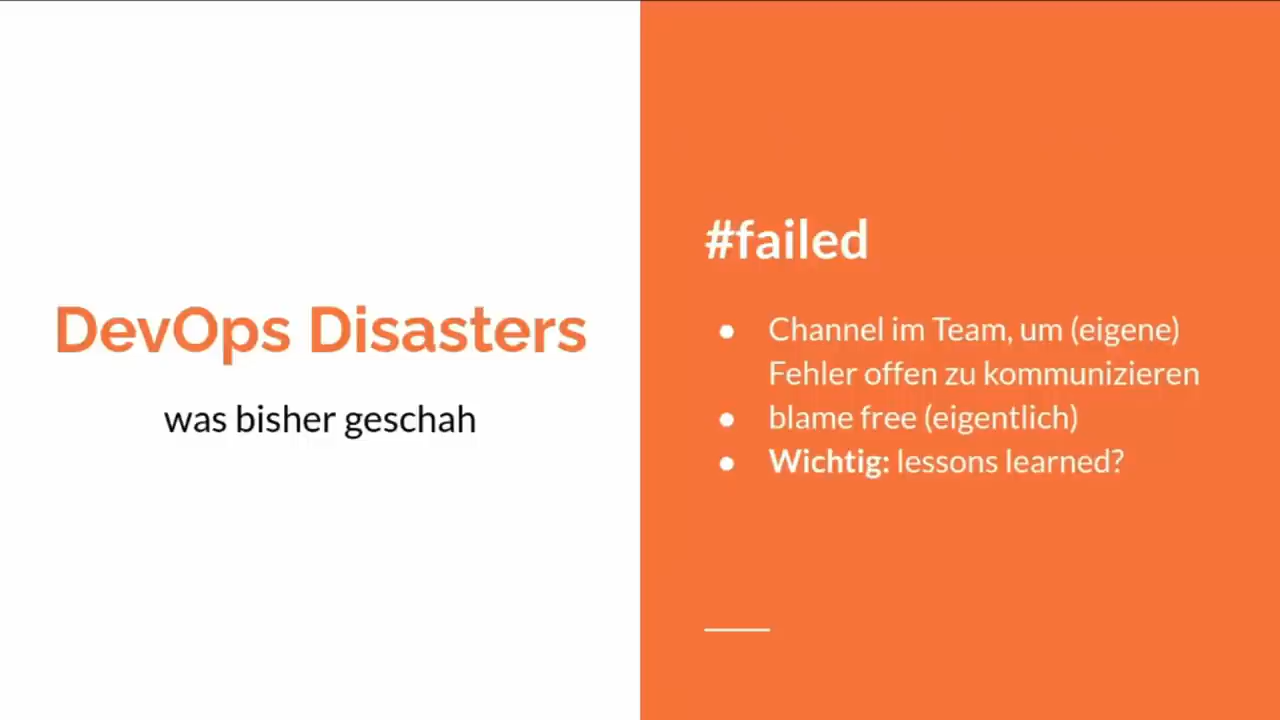 DevOps Disasters
was bisher geschah
#failed
● Channel im Team, um (eigene)
Fehler offen zu kommunizieren
● blame free (eigentlich)
● Wichtig: lessons learned?